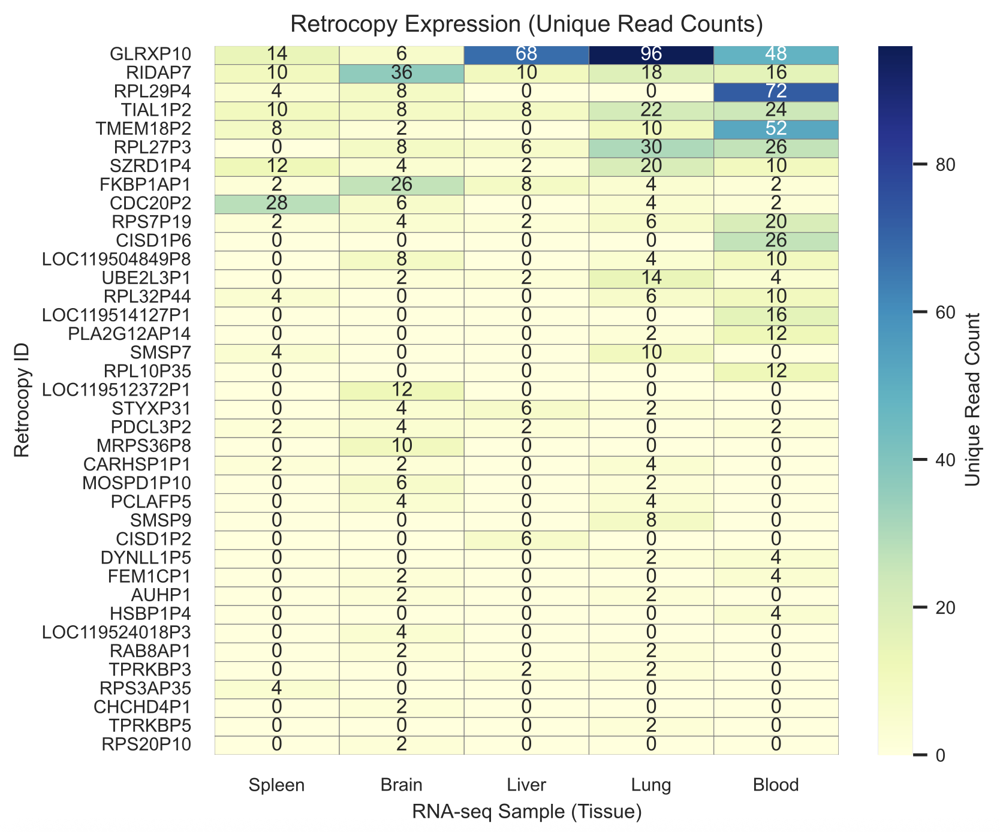 Retrocopy Expression (Unique Read Counts)
GLRXP10 14 6 68 96 48
RIDAP7 10 36 10 18 16
RPL29P4 4 8 0 0 72
TIAL1P2 10 8 8 22 24
TMEM18P2 8 2 0 10 52
RPL27P3 0 8 6 30 26
SZRD1P4 12 4 2 20 10
FKBP1AP1 2 26 8 4 2
CDC20P2 28 6 0 4 2
RPS7P19 2 4 2 6 20
CISD1P6 0 0 0 0 26
LOC119504849P8 0 8 0 4 10
UBE2L3P1 0 2 2 14 4
RPL32P44 4 0 0 6 10
LOC119514127P1 0 0 0 0 16
PLA2G12AP14 0 0 0 2 12
SMSP7 4 0 0 10 0
RPL10P35 0 0 0 0 12
LOC119512372P1 0 12 0 0 0
STYXP31 0 4 6 2 0
PDCL3P2 2 4 2 0 2
MRPS36P8 0 10 0 0 0
CARHSP1P1 2 2 0 4 0
MOSPD1P10 0 6 0 2 0
PCLAFP5 0 4 0 4 0
SMSP9 0 0 0 8 0
CISD1P2 0 0 6 0 0
DYNLL1P5 0 0 0 2 4
FEM1CP1 0 2 0 0 4
AUHP1 0 2 0 2 0
HSBP1P4 0 0 0 0 4
LOC119524018P3 0 4 0 0 0
RAB8AP1 0 2 0 2 0
TPRKBP3 0 0 2 2 0
RPS3AP35 4 0 0 0 0
CHCHD4P1 0 2 0 0 0
TPRKBP5 0 0 0 2 0
RPS20P10 0 2 0 0 0
Spleen Brain Liver Lung Blood
RNA-seq Sample (Tissue)
Retrocopy ID
80
60
40
20
0
Unique Read Count